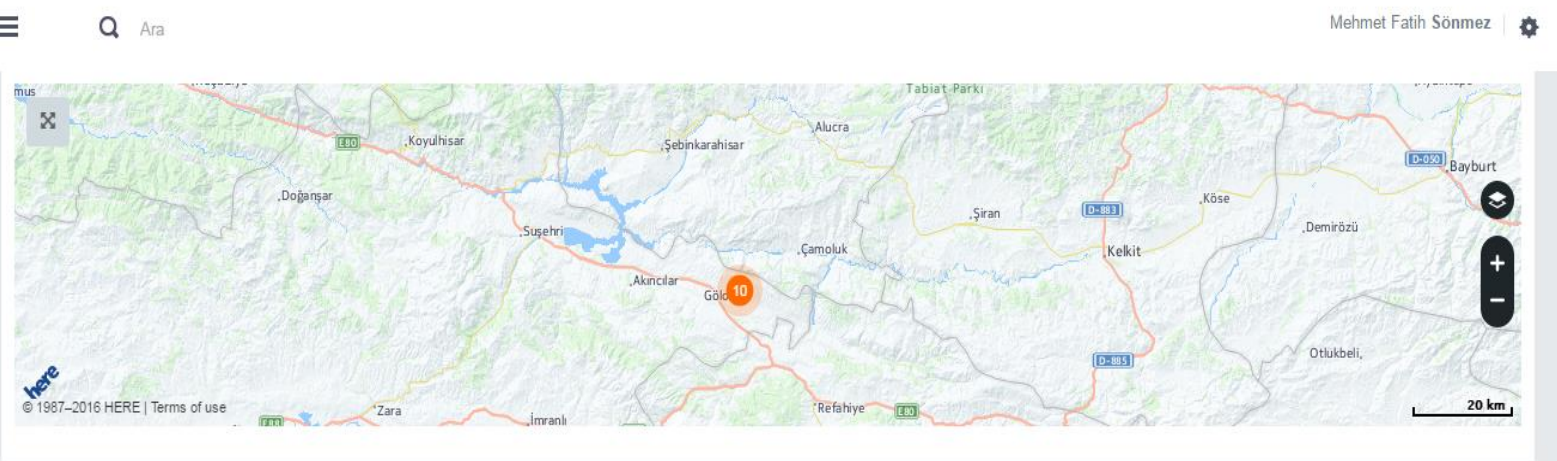 Ara
Mehmet Fatih Sönmez
mus
Tabiat Parkı
Alucra
E80
Koyulhisar
Şebinkarahisar
D-050
Bayburt
Doğanşar
Köse
Şiran
D-883
Suşehri
Demirözü
Çamoluk
Kelkit
Akıncılar
10
Otlukbeli
D-885
here
20 km
© 1987–2016 HERE | Terms of use
Zara
Refahiye
E80
İmranlı